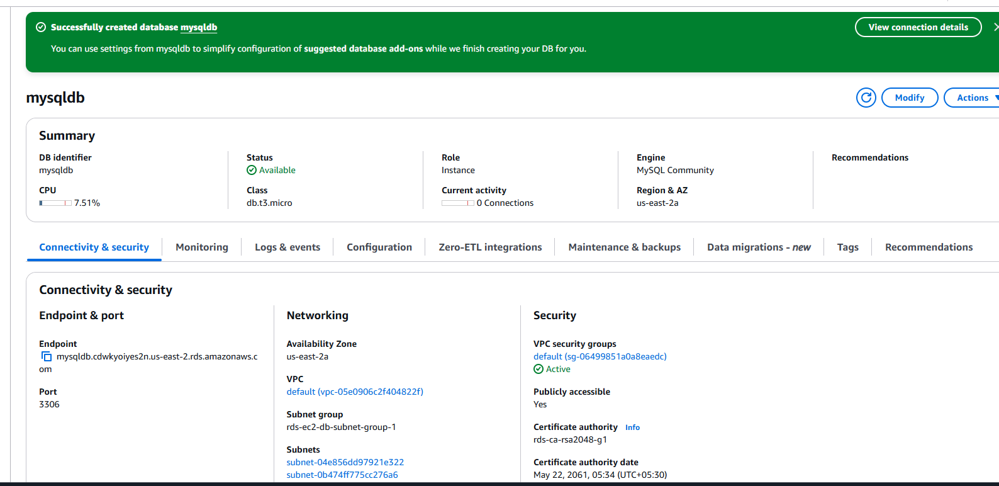 Successfully created database mysqldb
View connection details
You can use settings from mysqldb to simplify configuration of suggested database add-ons while we finish creating your DB for you.
mysqldb
Modify
Actions
Summary
DB identifier
mysqldb
Status
Available
Role
Instance
Engine
MySQL Community
Recommendations
CPU
7.51%
Class
db.t3.micro
Current activity
0 Connections
Region & AZ
us-east-2a
Connectivity & security
Monitoring
Logs & events
Configuration
Zero-ETL integrations
Maintenance & backups
Data migrations - new
Tags
Recommendations
Connectivity & security
Endpoint & port
Endpoint
mysqldb.cdwkyoiyes2n.us-east-2.rds.amazonaws.c
om
Port
3306
Networking
Availability Zone
us-east-2a
VPC
default (vpc-05e0906c2f404822f)
Subnet group
rds-ec2-db-subnet-group-1
Subnets
subnet-04e856dd97921e322
subnet-0b474ff775cc276a6
Security
VPC security groups
default (sg-06499851a0a8eaedc)
Active
Publicly accessible
Yes
Certificate authority Info
rds-ca-rsa2048-g1
Certificate authority date
May 22, 2061, 05:34 (UTC+05:30)